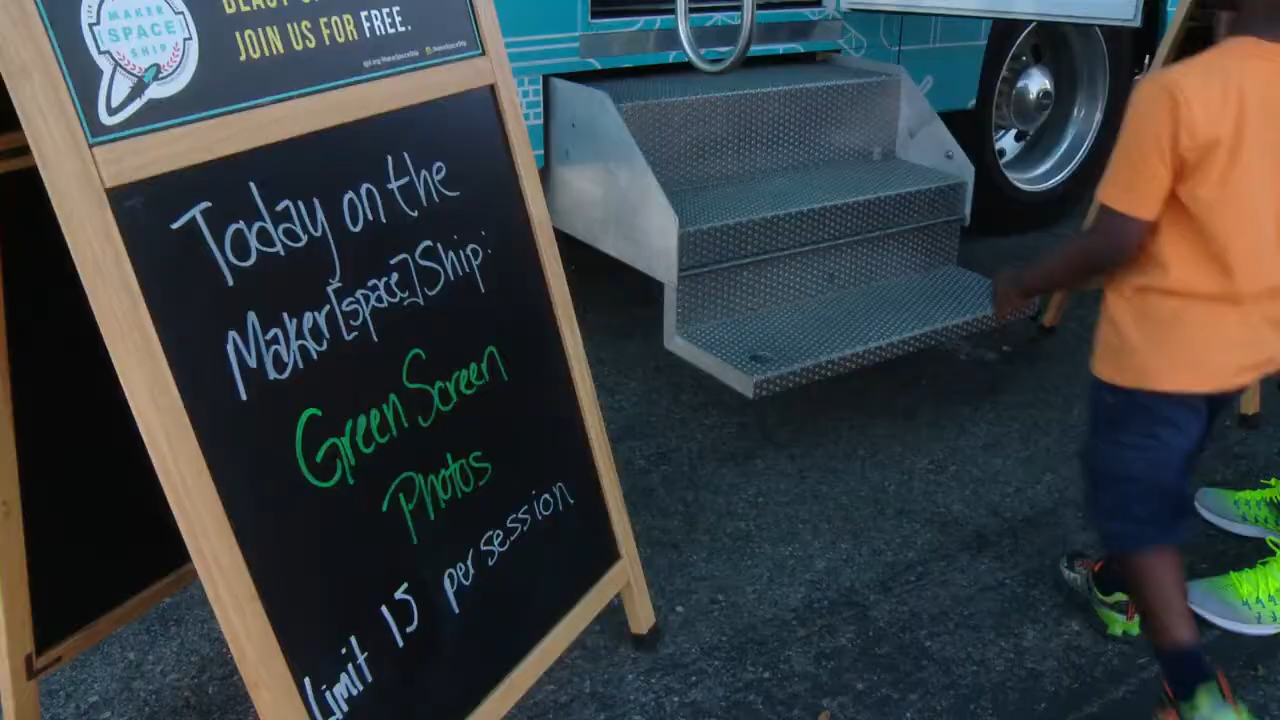 MAKER
SPACE
SHIP
JOIN US FOR FREE.
Today on the
Maker[space]Ship:
Green Screen
Photos
Limit 15 per session